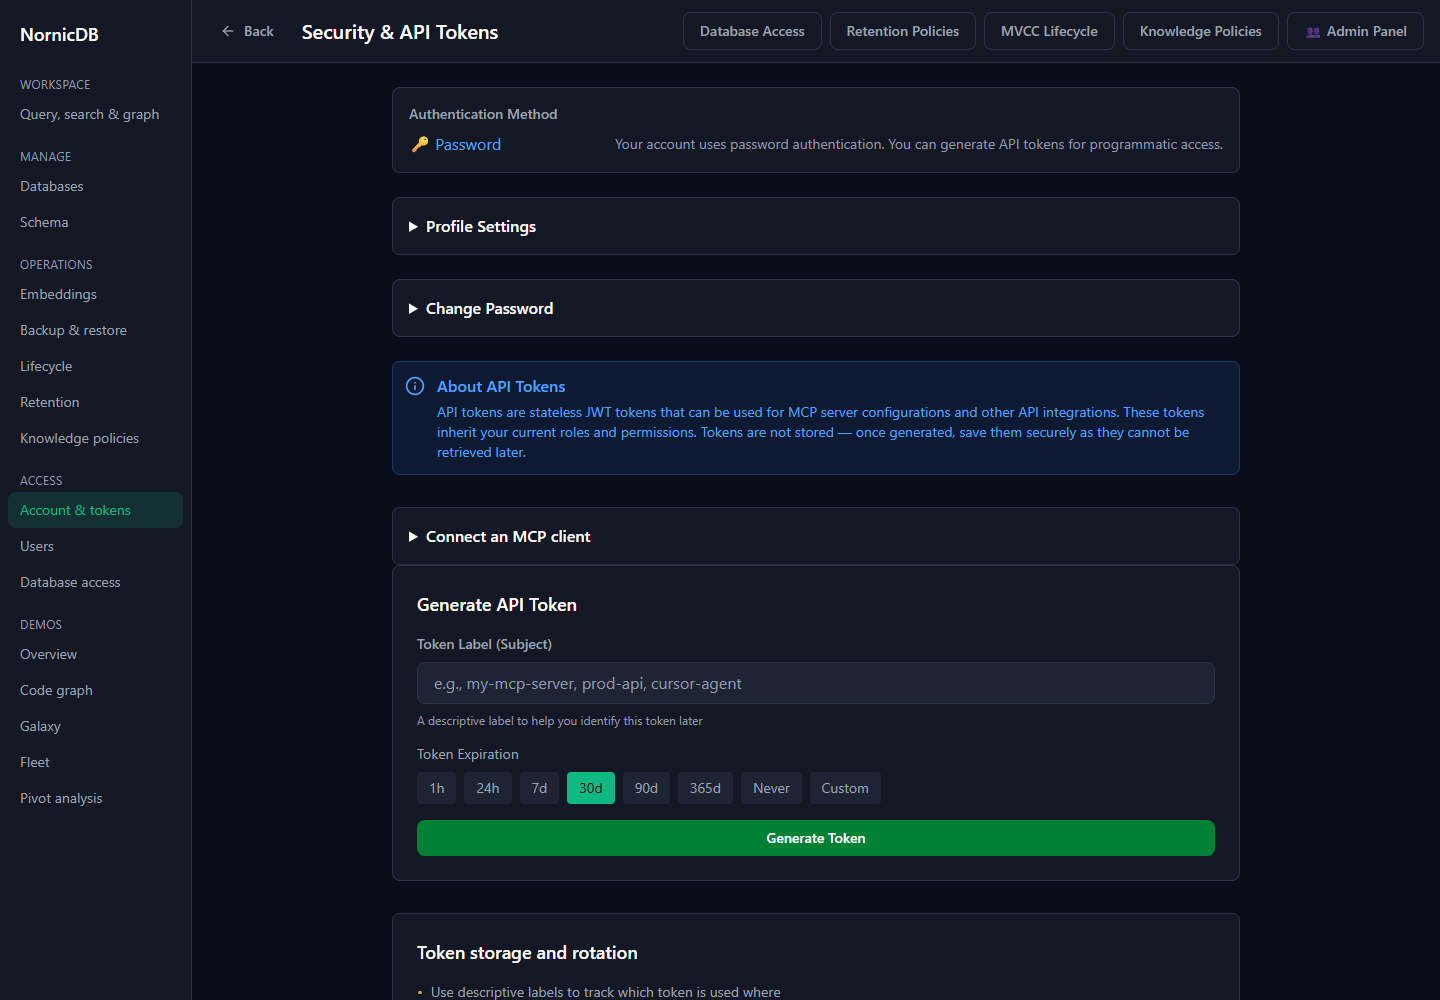 NornicDB
WORKSPACE
Query, search & graph
MANAGE
Databases
Schema
OPERATIONS
Embeddings
Backup & restore
Lifecycle
Retention
Knowledge policies
ACCESS
Account & tokens
Users
Database access
DEMOS
Overview
Code graph
Galaxy
Fleet
Pivot analysis
← Back
Security & API Tokens
Database Access
Retention Policies
MVCC Lifecycle
Knowledge Policies
Admin Panel
Authentication Method
Password
Your account uses password authentication. You can generate API tokens for programmatic access.
Profile Settings
Change Password
About API Tokens
API tokens are stateless JWT tokens that can be used for MCP server configurations and other API integrations. These tokens
inherit your current roles and permissions. Tokens are not stored — once generated, save them securely as they cannot be
retrieved later.
Connect an MCP client
Generate API Token
Token Label (Subject)
e.g., my-mcp-server, prod-api, cursor-agent
A descriptive label to help you identify this token later
Token Expiration
1h 24h 7d 30d 90d 365d Never Custom
Generate Token
Token storage and rotation
• Use descriptive labels to track which token is used where